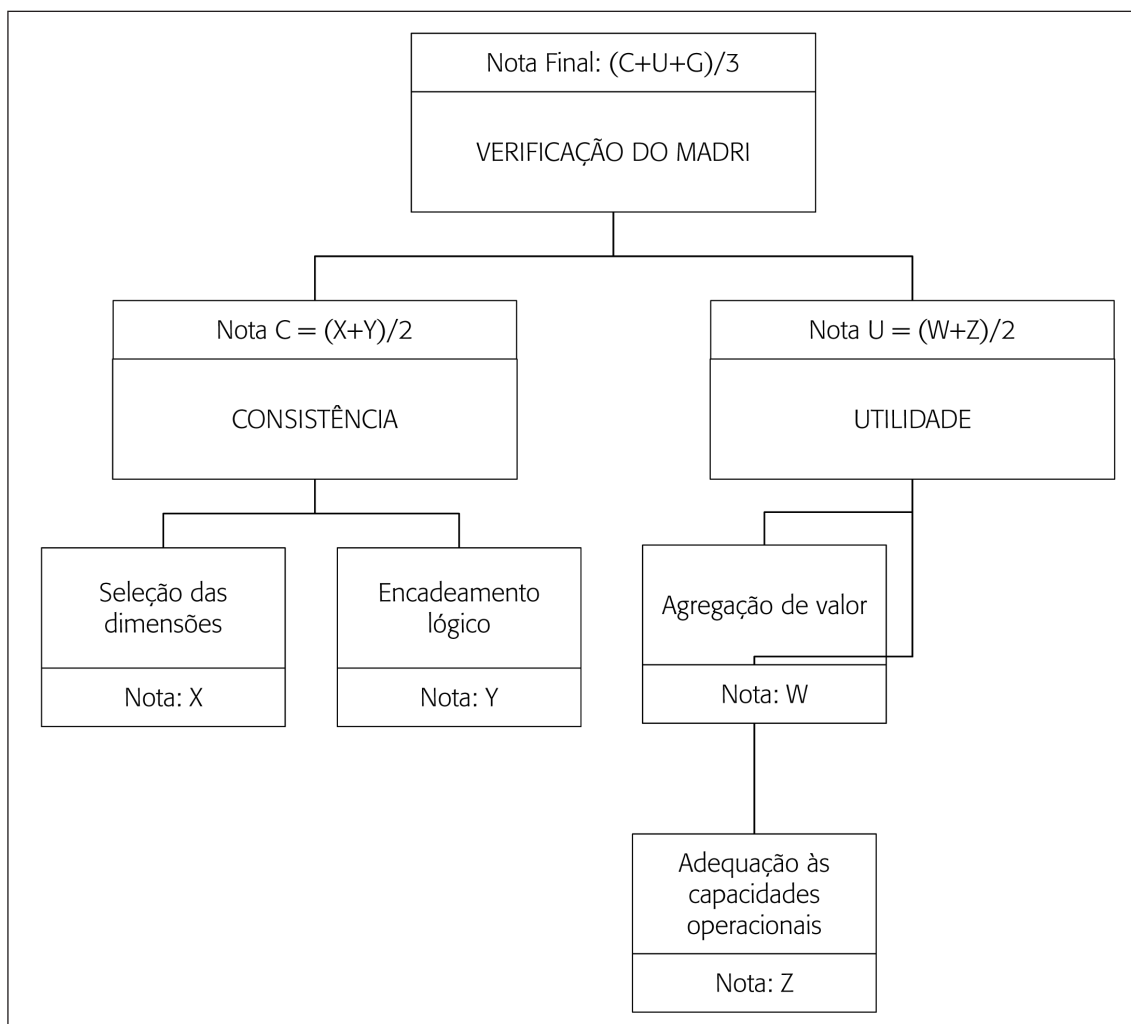 Nota Final: (C+U+G)/3
VERIFICAÇÃO DO MADRI
Nota C = (X+Y)/2
CONSISTÊNCIA
Nota U = (W+Z)/2
UTILIDADE
Seleção das
dimensões
Nota: X
Encadeamento
lógico
Nota: Y
Agregação de valor
Nota: W
Adequação às
capacidades
operacionais
Nota: Z